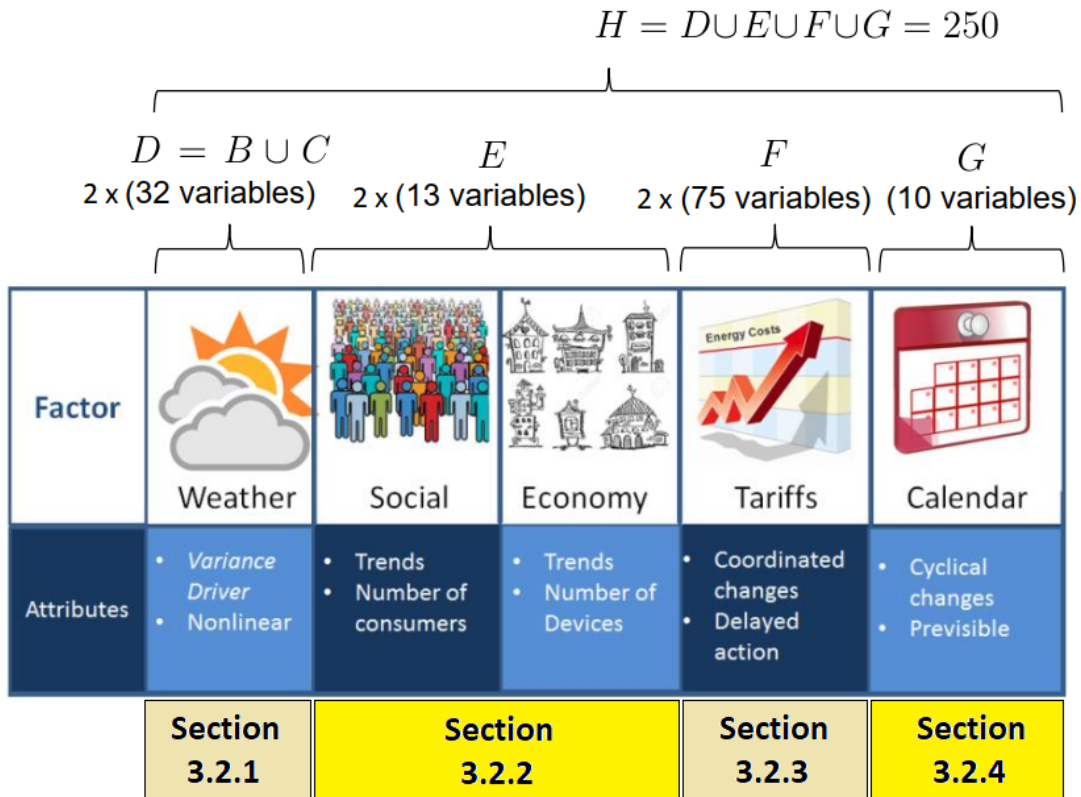 H = D∪E∪F∪G = 250
D = B ∪ C
2 x (32 variables)
E
2 x (13 variables)
F
2 x (75 variables)
G
(10 variables)
Factor
Energy Costs
Weather
Social
Economy
Tariffs
Calendar
Attributes
• Variance
Driver
• Nonlinear
• Trends
• Number of
consumers
• Trends
• Number of
Devices
• Coordinated
changes
• Delayed
action
• Cyclical
changes
• Previsible
Section
3.2.1
Section
3.2.2
Section
3.2.3
Section
3.2.4